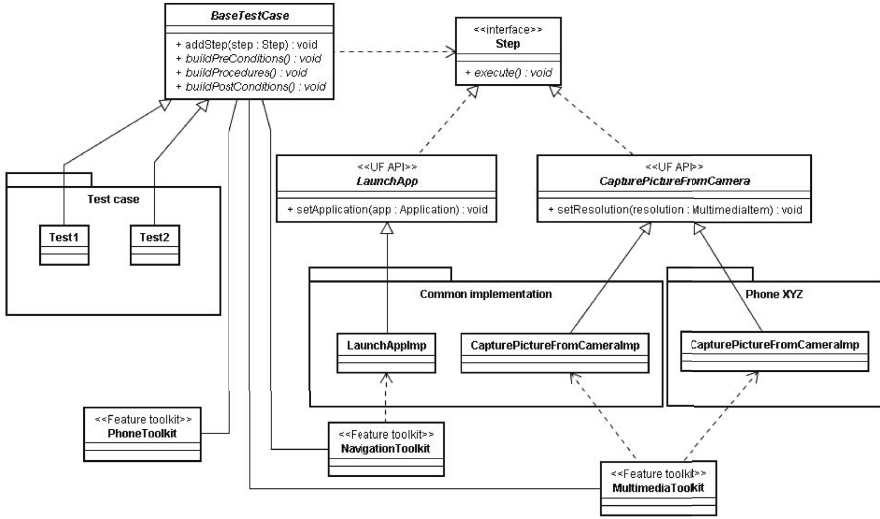 BaseTestCase
+ addStep(step : Step) : void
+ buildPreConditions() : void
+ buildProcedures() : void
+ buildPostConditions() : void
<<interface>>
Step
+ execute() : void
<<UF API>>
LaunchApp
+ setApplication(app : Application) : void
<<UF API>>
CapturePictureFromCamera
+ setResolution(resolution : MultimediaItem) : void
Test case
Test1
Test2
Common implementation
LaunchAppImp
CapturePictureFromCameraImp
Phone XYZ
CapturePictureFromCameraImp
<<Feature toolkit>>
PhoneToolkit
<<Feature toolkit>>
NavigationToolkit
<<Feature toolkit>>
MultimediaToolkit